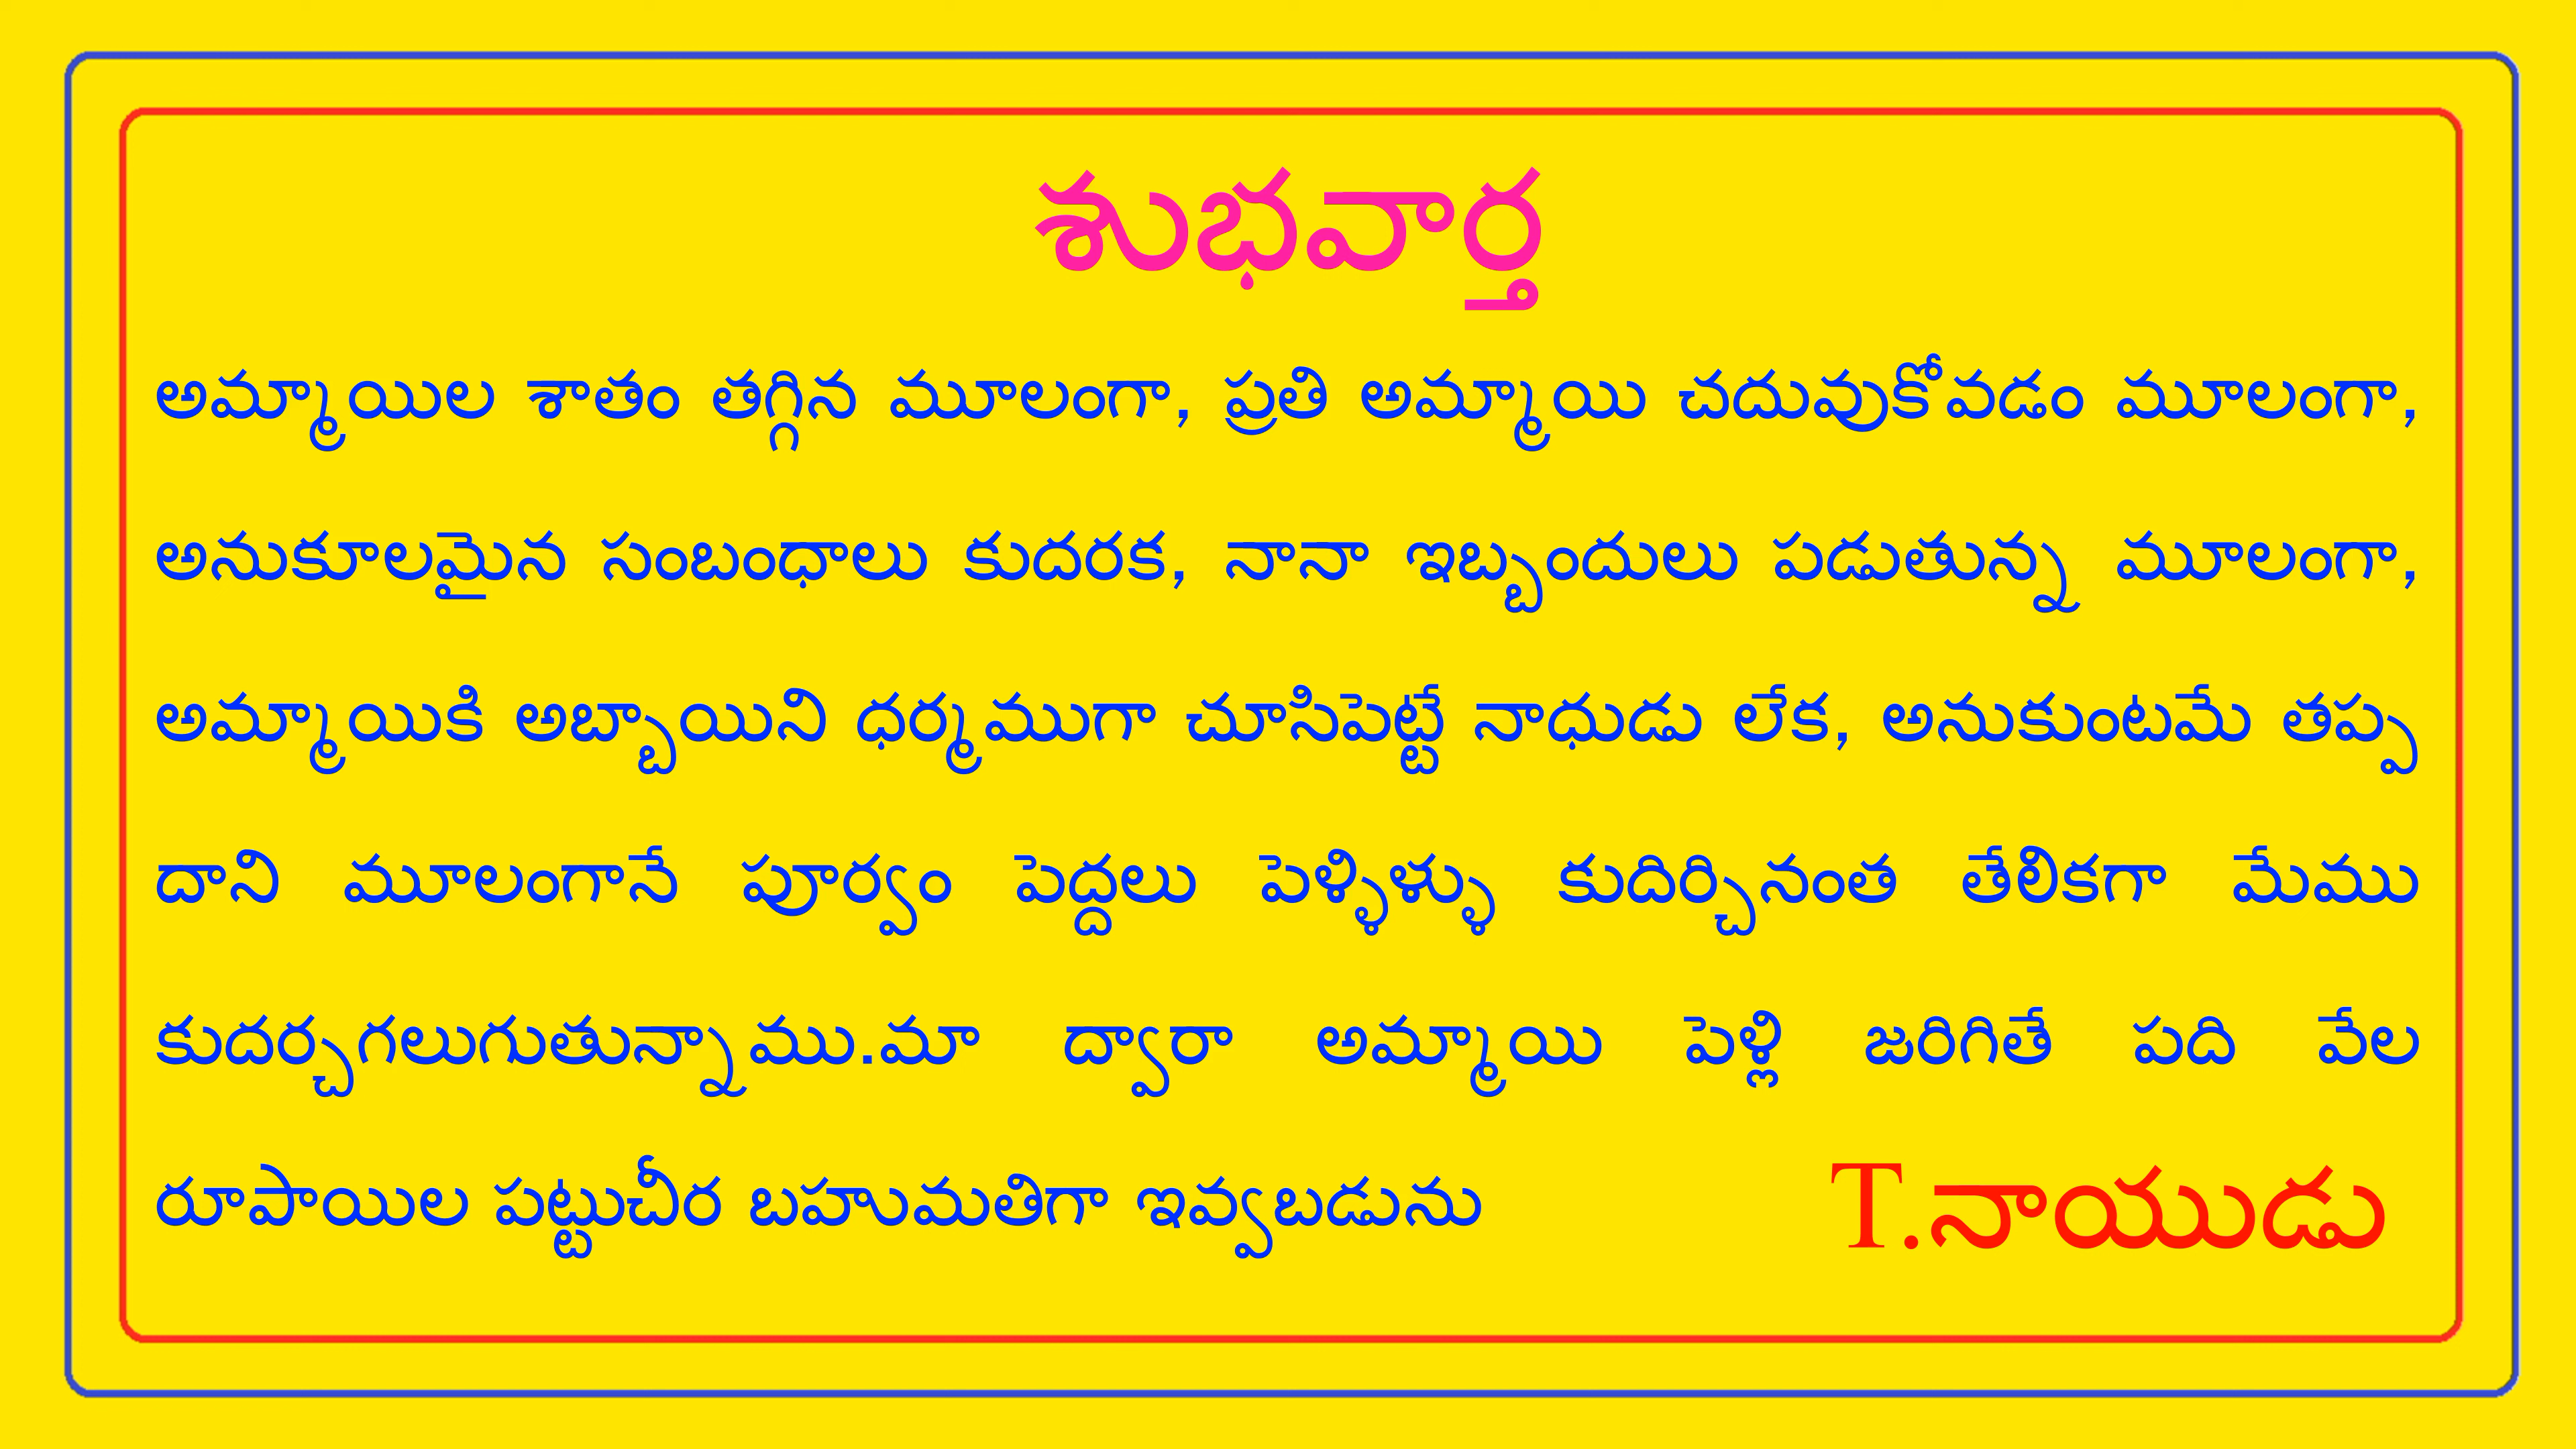 శుభవార్త
అమ్మాయిల శాతం తగ్గిన మూలంగా, ప్రతి అమ్మాయి చదువుకోవడం మూలంగా,
అనుకూలమైన సంబంధాలు కుదరక, నానా ఇబ్బందులు పడుతున్న మూలంగా,
అమ్మాయికి అబ్బాయిని ధర్మముగా చూసిపెట్టే నాధుడు లేక, అనుకుంటమే తప్ప
దాని మూలంగానే పూర్వం పెద్దలు పెళ్ళిళ్ళు కుదిర్చినంత తేలికగా మేము
కుదర్చగలుగుతున్నాము.మా ద్వారా అమ్మాయి పెళ్లి జరిగితే పది వేల
రూపాయిల పట్టుచీర బహుమతిగా ఇవ్వబడును T.నాయుడు